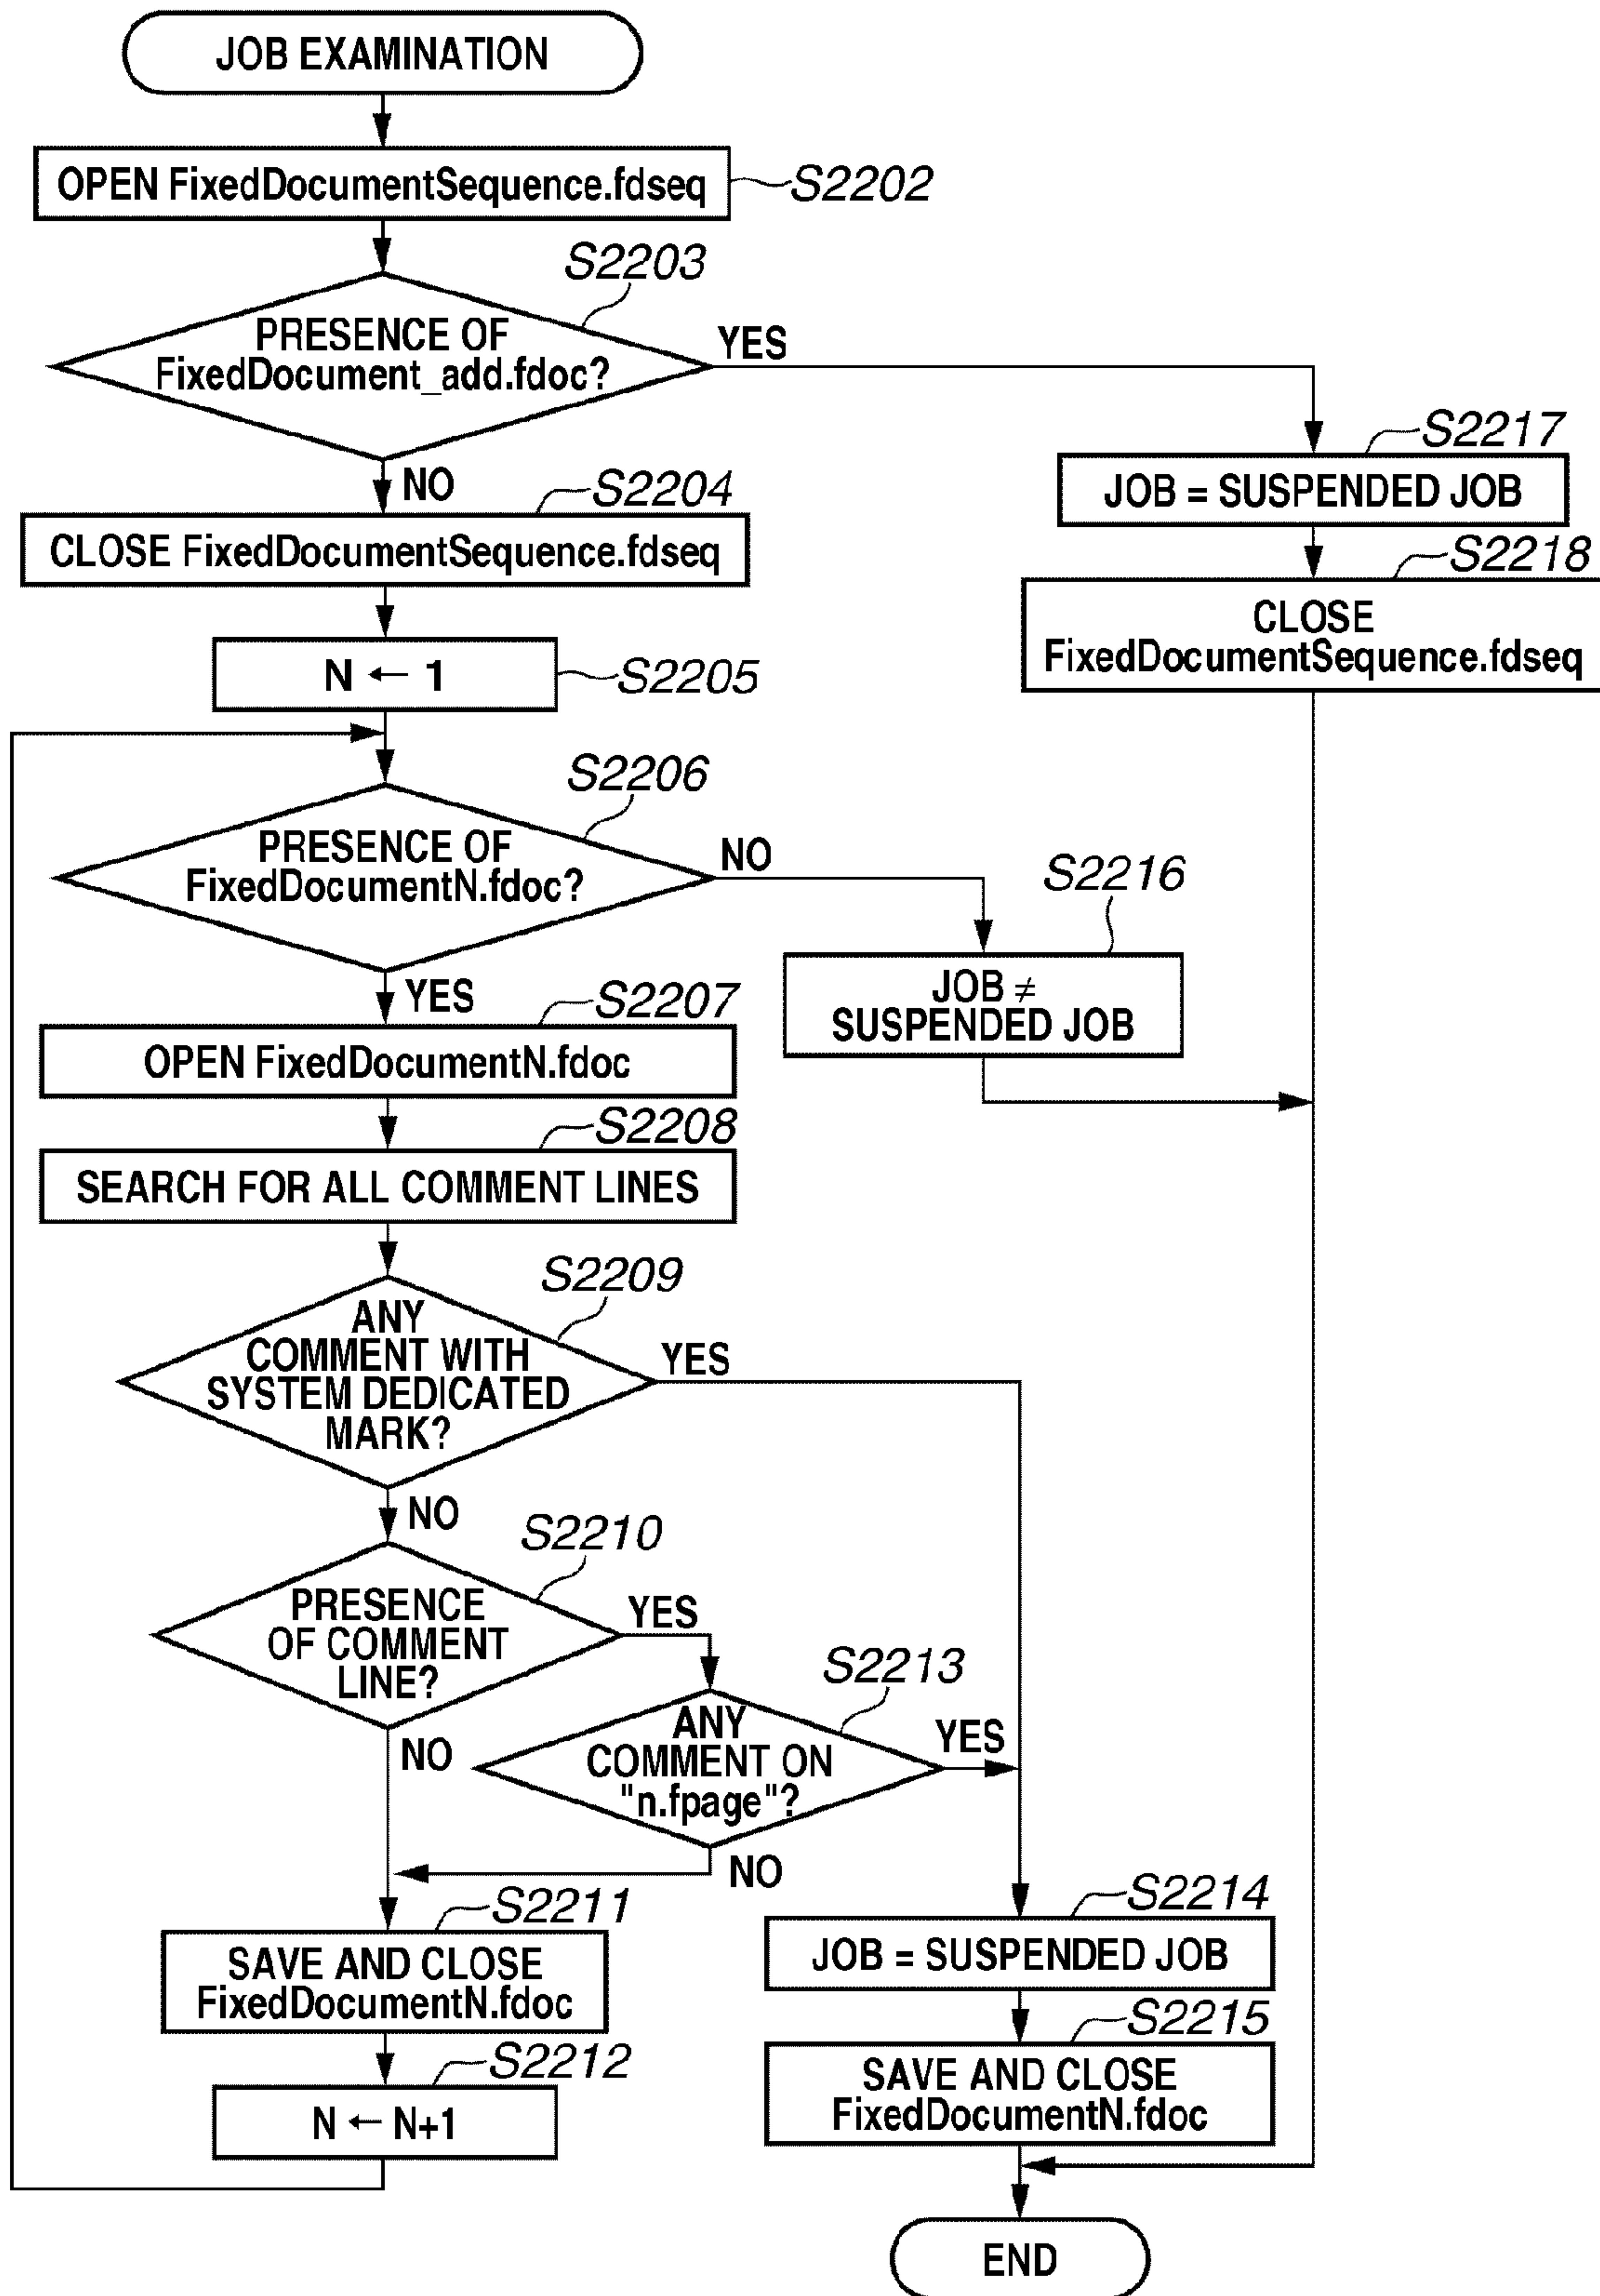 JOB EXAMINATION
OPEN FixedDocumentSequence.fdseq
S2202
S2203
PRESENCE OF
FixedDocument_add.fdoc?
YES
NO
S2217
JOB = SUSPENDED JOB
S2204
CLOSE FixedDocumentSequence.fdseq
S2218
CLOSE
FixedDocumentSequence.fdseq
N ← 1
S2205
S2206
PRESENCE OF
FixedDocumentN.fdoc?
NO
YES
S2216
JOB ≠
SUSPENDED JOB
S2207
OPEN FixedDocumentN.fdoc
S2208
SEARCH FOR ALL COMMENT LINES
S2209
ANY
COMMENT WITH
SYSTEM DEDICATED
MARK?
YES
NO
S2210
PRESENCE
OF COMMENT
LINE?
YES
NO
S2213
ANY
COMMENT ON
"n.fpage"?
YES
NO
S2211
SAVE AND CLOSE
FixedDocumentN.fdoc
S2214
JOB = SUSPENDED JOB
S2212
N ← N+1
S2215
SAVE AND CLOSE
FixedDocumentN.fdoc
END